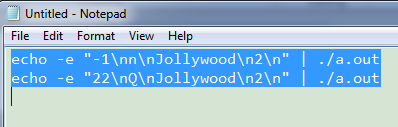 Untitled - Notepad
File Edit Format View Help
echo -e "-1\nn\nJollywood\n2\n" | ./a.out
echo -e "22\nQ\nJollywood\n2\n" | ./a.out